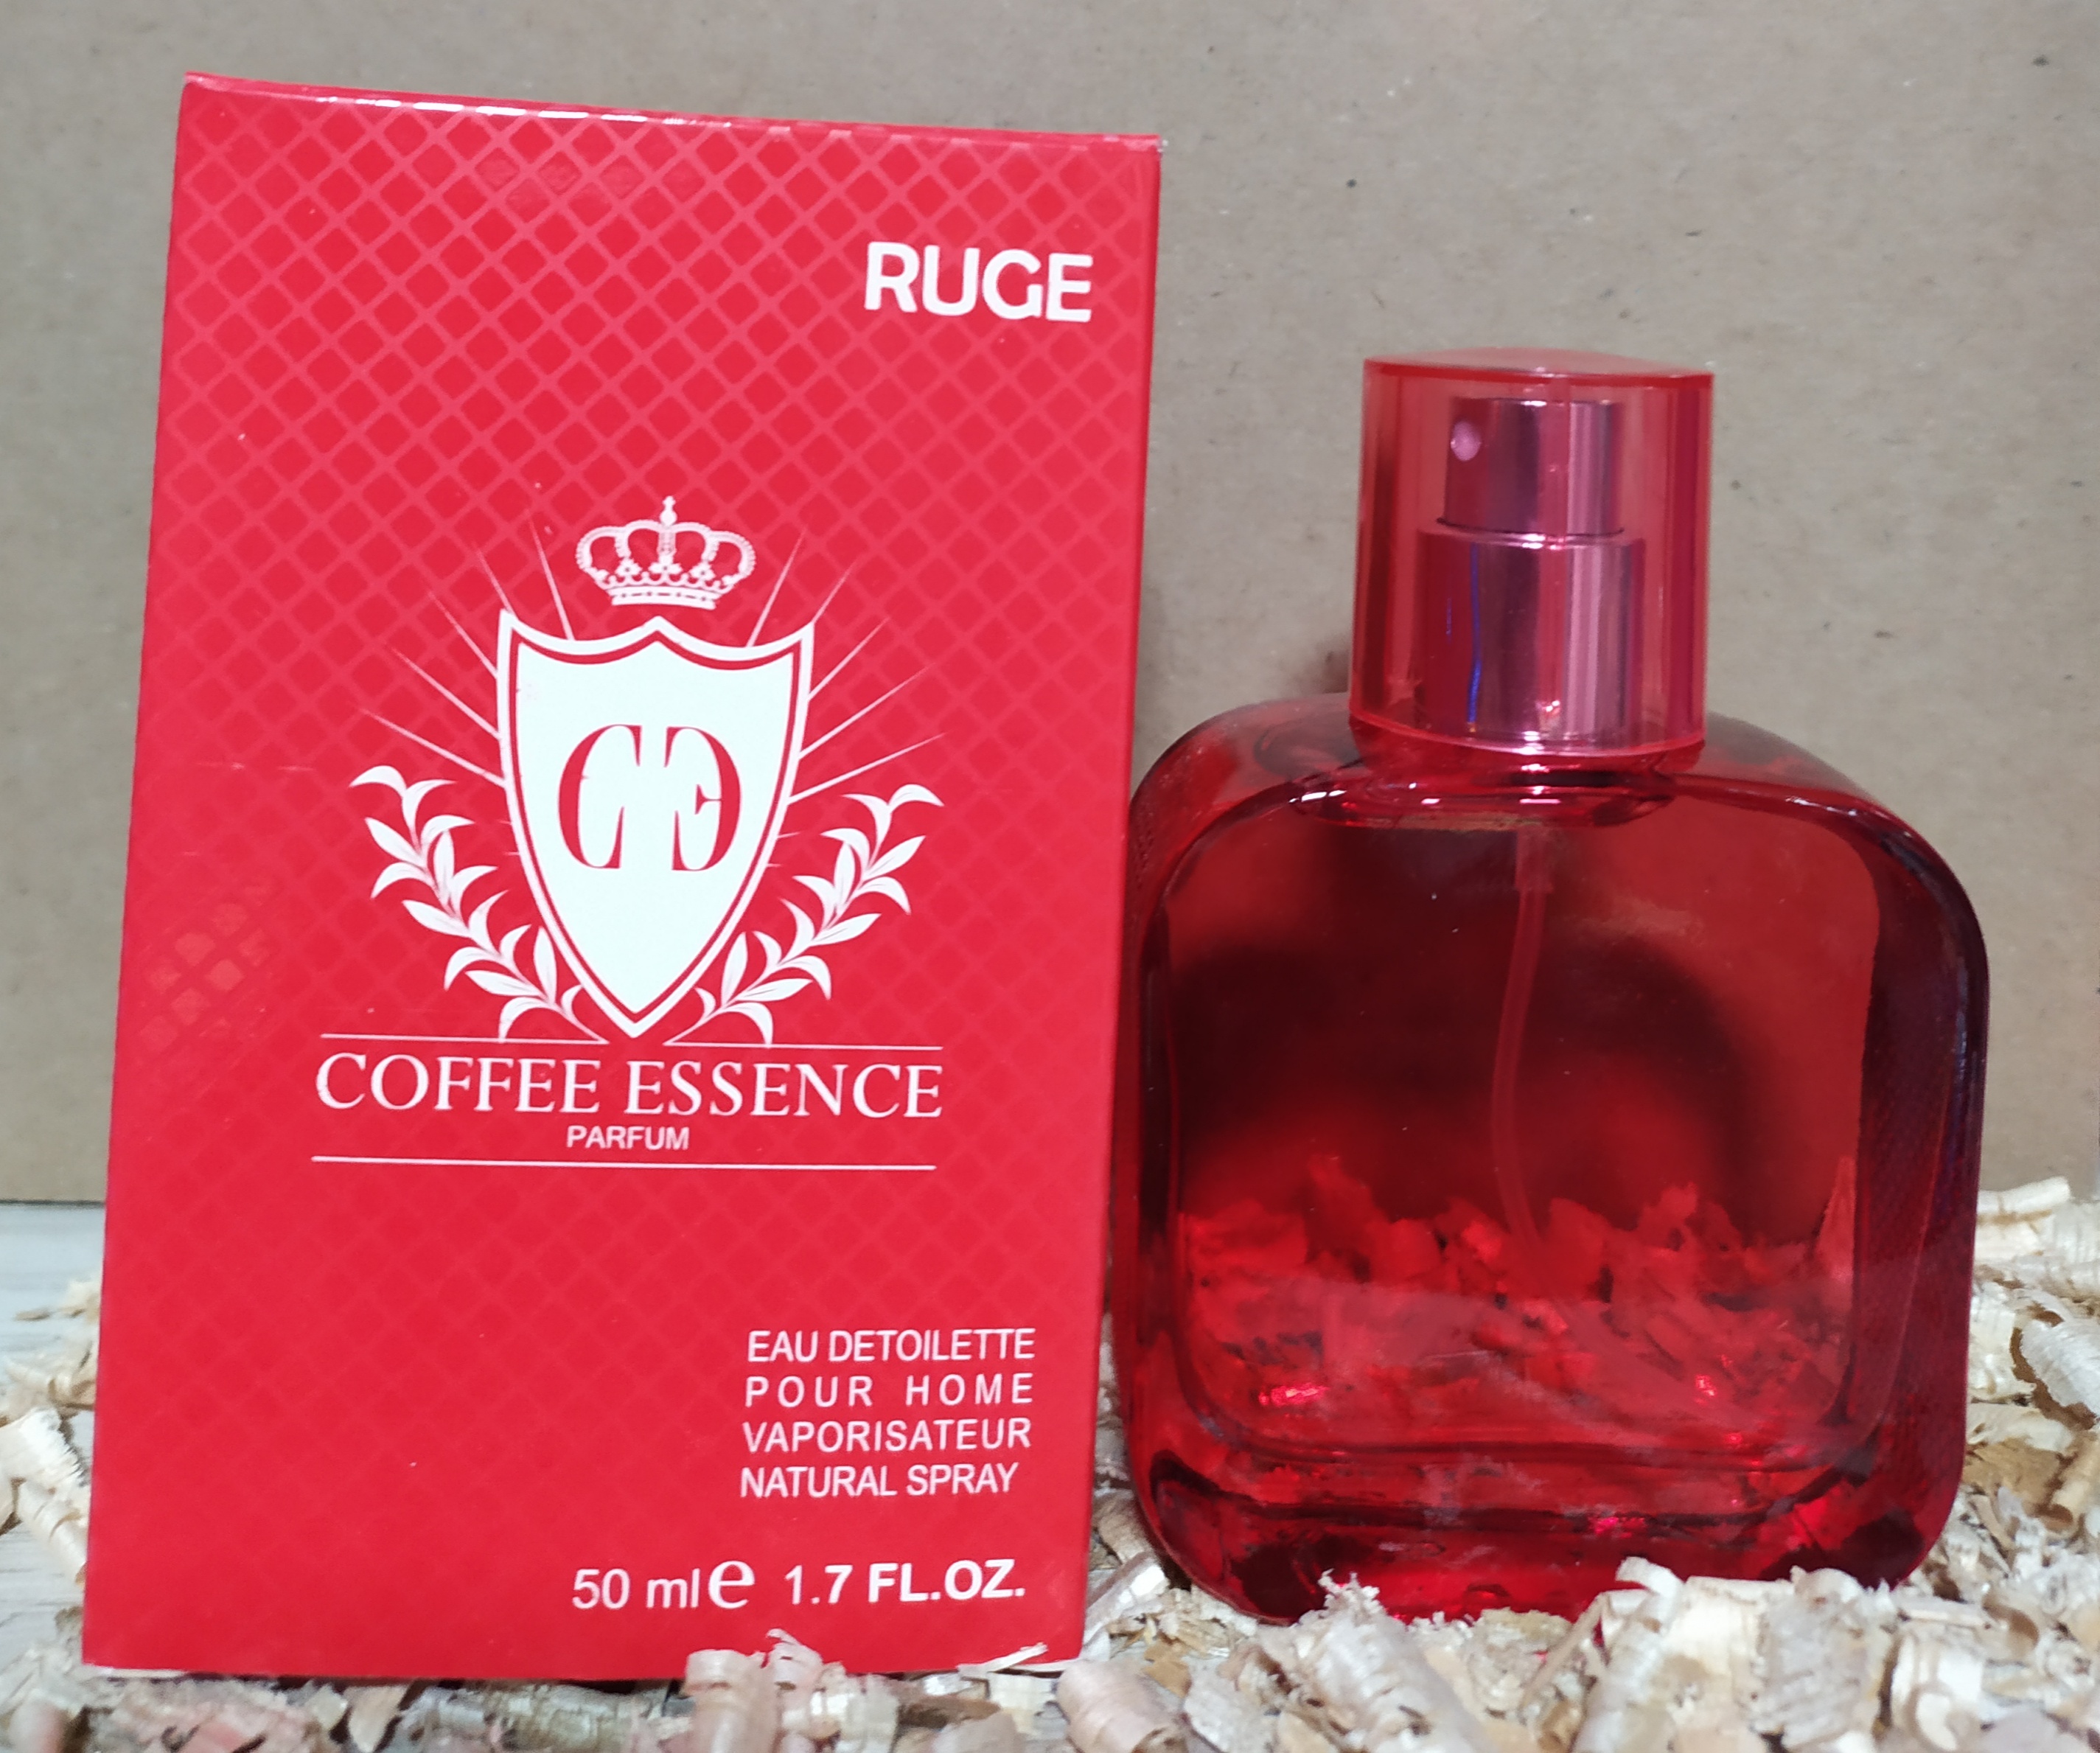 RUGE
CE
COFFEE ESSENCE
PARFUM
EAU DETOILETTE
POUR HOME
VAPORISATEUR
NATURAL SPRAY
50 ml e 1.7 FL.OZ.